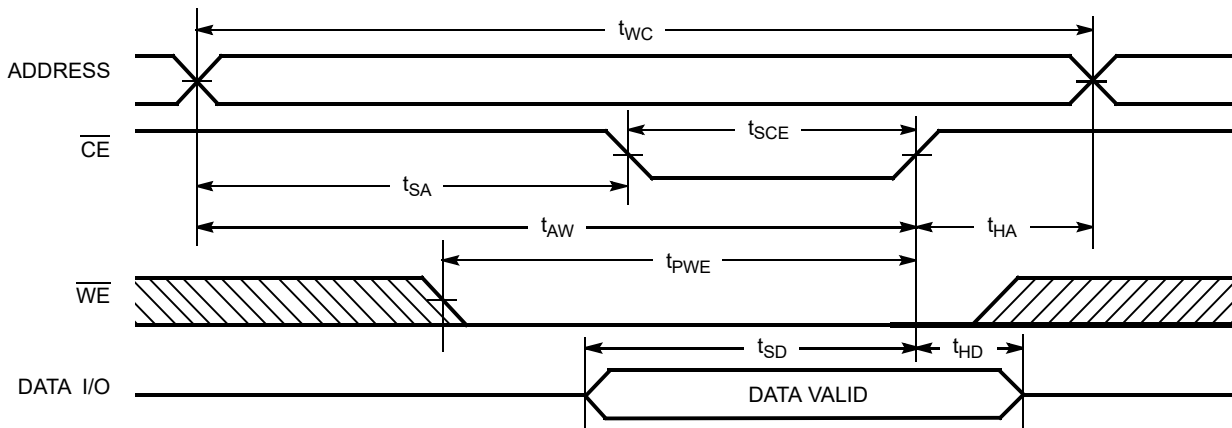 tWC
ADDRESS
tSCE
CE
tSA
tAW
tHA
tPWE
WE
tSD
tHD
DATA I/O
DATA VALID